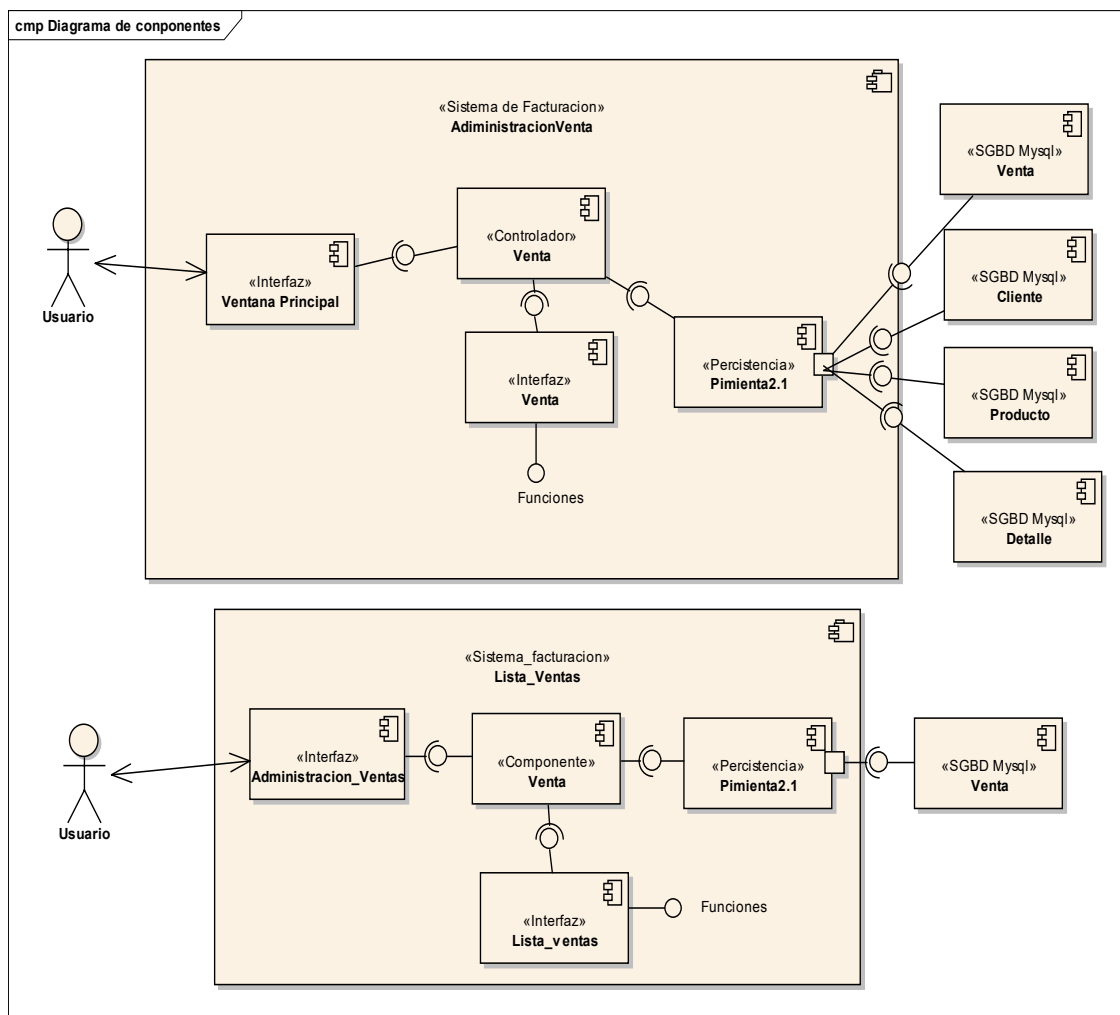 cmp Diagrama de conponentes
«Sistema de Facturacion»
AdiministracionVenta
Usuario
«Interfaz»
Ventana Principal
«Controlador»
Venta
«Interfaz»
Venta
Funciones
«Percistencia»
Pimienta2.1
«SGBD Mysql»
Venta
«SGBD Mysql»
Cliente
«SGBD Mysql»
Producto
«SGBD Mysql»
Detalle
«Sistema_facturacion»
Lista_Ventas
Usuario
«Interfaz»
Administracion_Ventas
«Componente»
Venta
«Percistencia»
Pimienta2.1
«SGBD Mysql»
Venta
«Interfaz»
Lista_ventas
Funciones